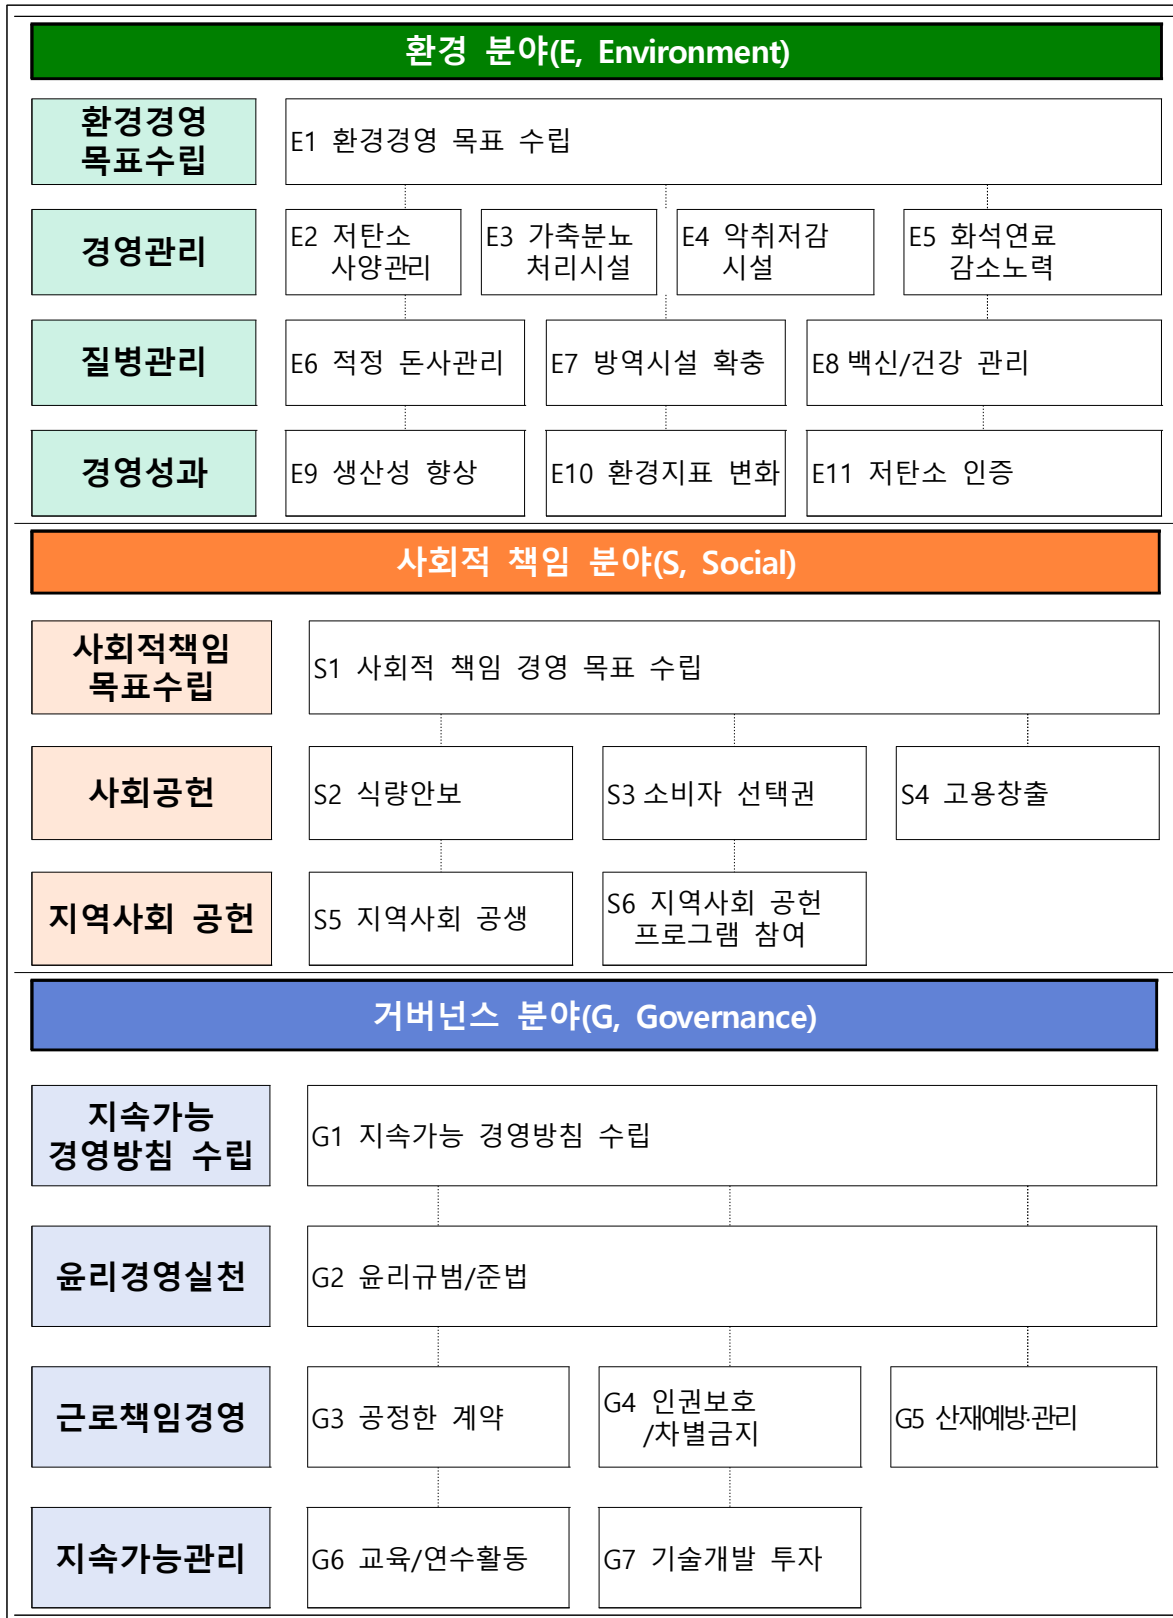 환경 분야(E, Environment)
환경경영
목표수립
E1 환경경영 목표 수립
경영관리
E2 저탄소
사양관리
E3 가축분뇨
처리시설
E4 악취저감
시설
E5 화석연료
감소노력
질병관리
E6 적정 돈사관리
E7 방역시설 확충
E8 백신/건강 관리
경영성과
E9 생산성 향상
E10 환경지표 변화
E11 저탄소 인증
사회적 책임 분야(S, Social)
사회적책임
목표수립
S1 사회적 책임 경영 목표 수립
사회공헌
S2 식량안보
S3 소비자 선택권
S4 고용창출
지역사회 공헌
S5 지역사회 공생
S6 지역사회 공헌
프로그램 참여
거버넌스 분야(G, Governance)
지속가능
경영방침 수립
G1 지속가능 경영방침 수립
윤리경영실천
G2 윤리규범/준법
근로책임경영
G3 공정한 계약
G4 인권보호
/차별금지
G5 산재예방·관리
지속가능관리
G6 교육/연수활동
G7 기술개발 투자